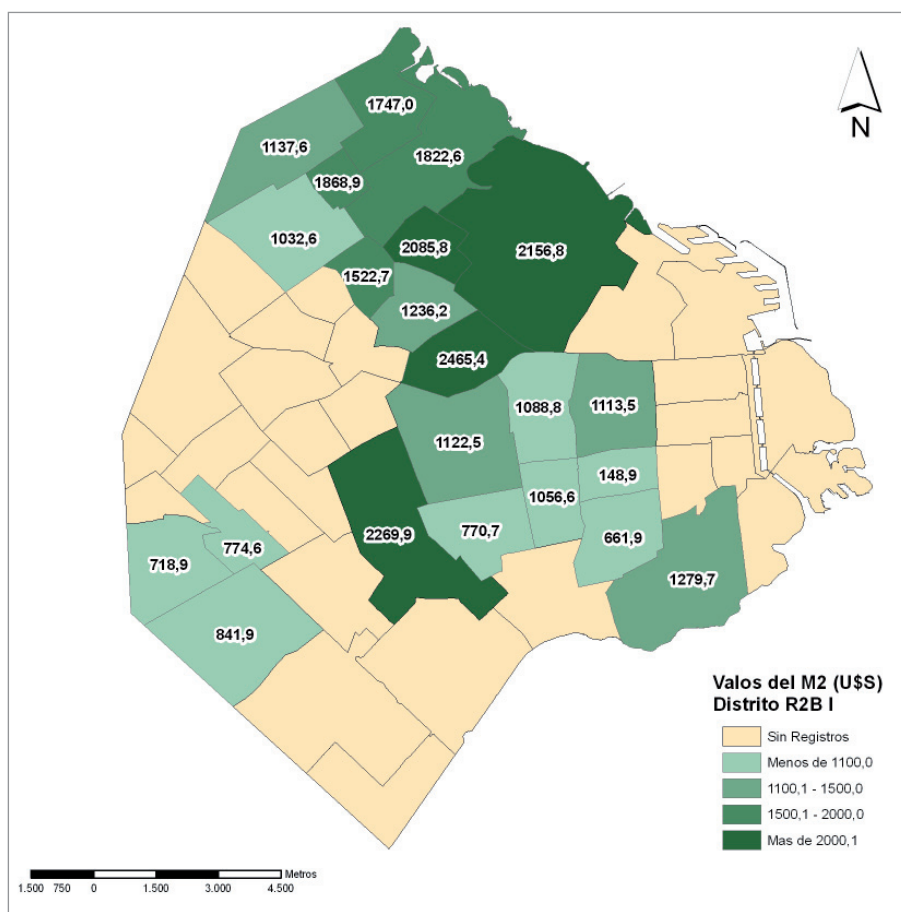 1747,0
1137,6
1822,6
1868,9
1032,6
2085,8
2156,8
1522,7
1236,2
2465,4
1088,8
1113,5
1122,5
148,9
1056,6
2269,9
770,7
661,9
774,6
718,9
1279,7
841,9
N
Valos del M2 (U$S)
Distrito R2B I
Sin Registros
Menos de 1100,0
1100,1 - 1500,0
1500,1 - 2000,0
Mas de 2000,1
Metros
1.500 750 0 1.500 3.000 4.500